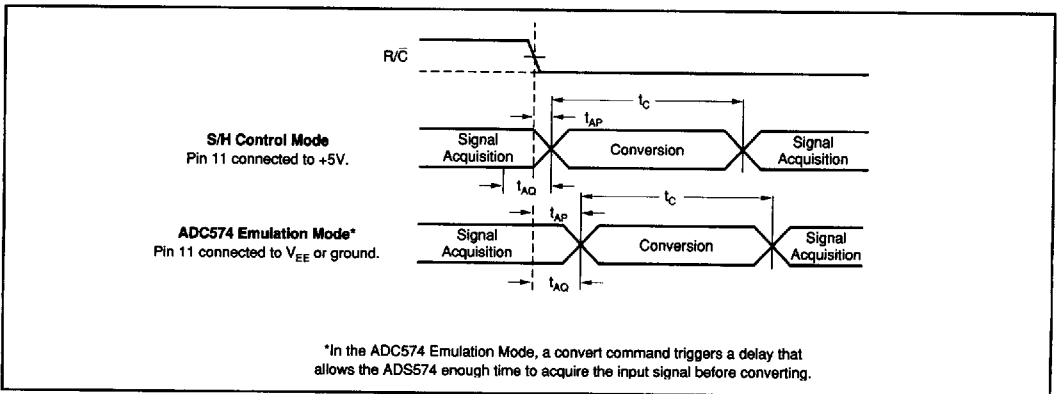 R/C̅
t_C
t_AP
S/H Control Mode
Pin 11 connected to +5V.
Signal Acquisition
Conversion
Signal Acquisition
t_AQ
t_C
t_AP
ADC574 Emulation Mode*
Pin 11 connected to V_EE or ground.
Signal Acquisition
Conversion
Signal Acquisition
t_AQ
*In the ADC574 Emulation Mode, a convert command triggers a delay that
allows the ADS574 enough time to acquire the input signal before converting.